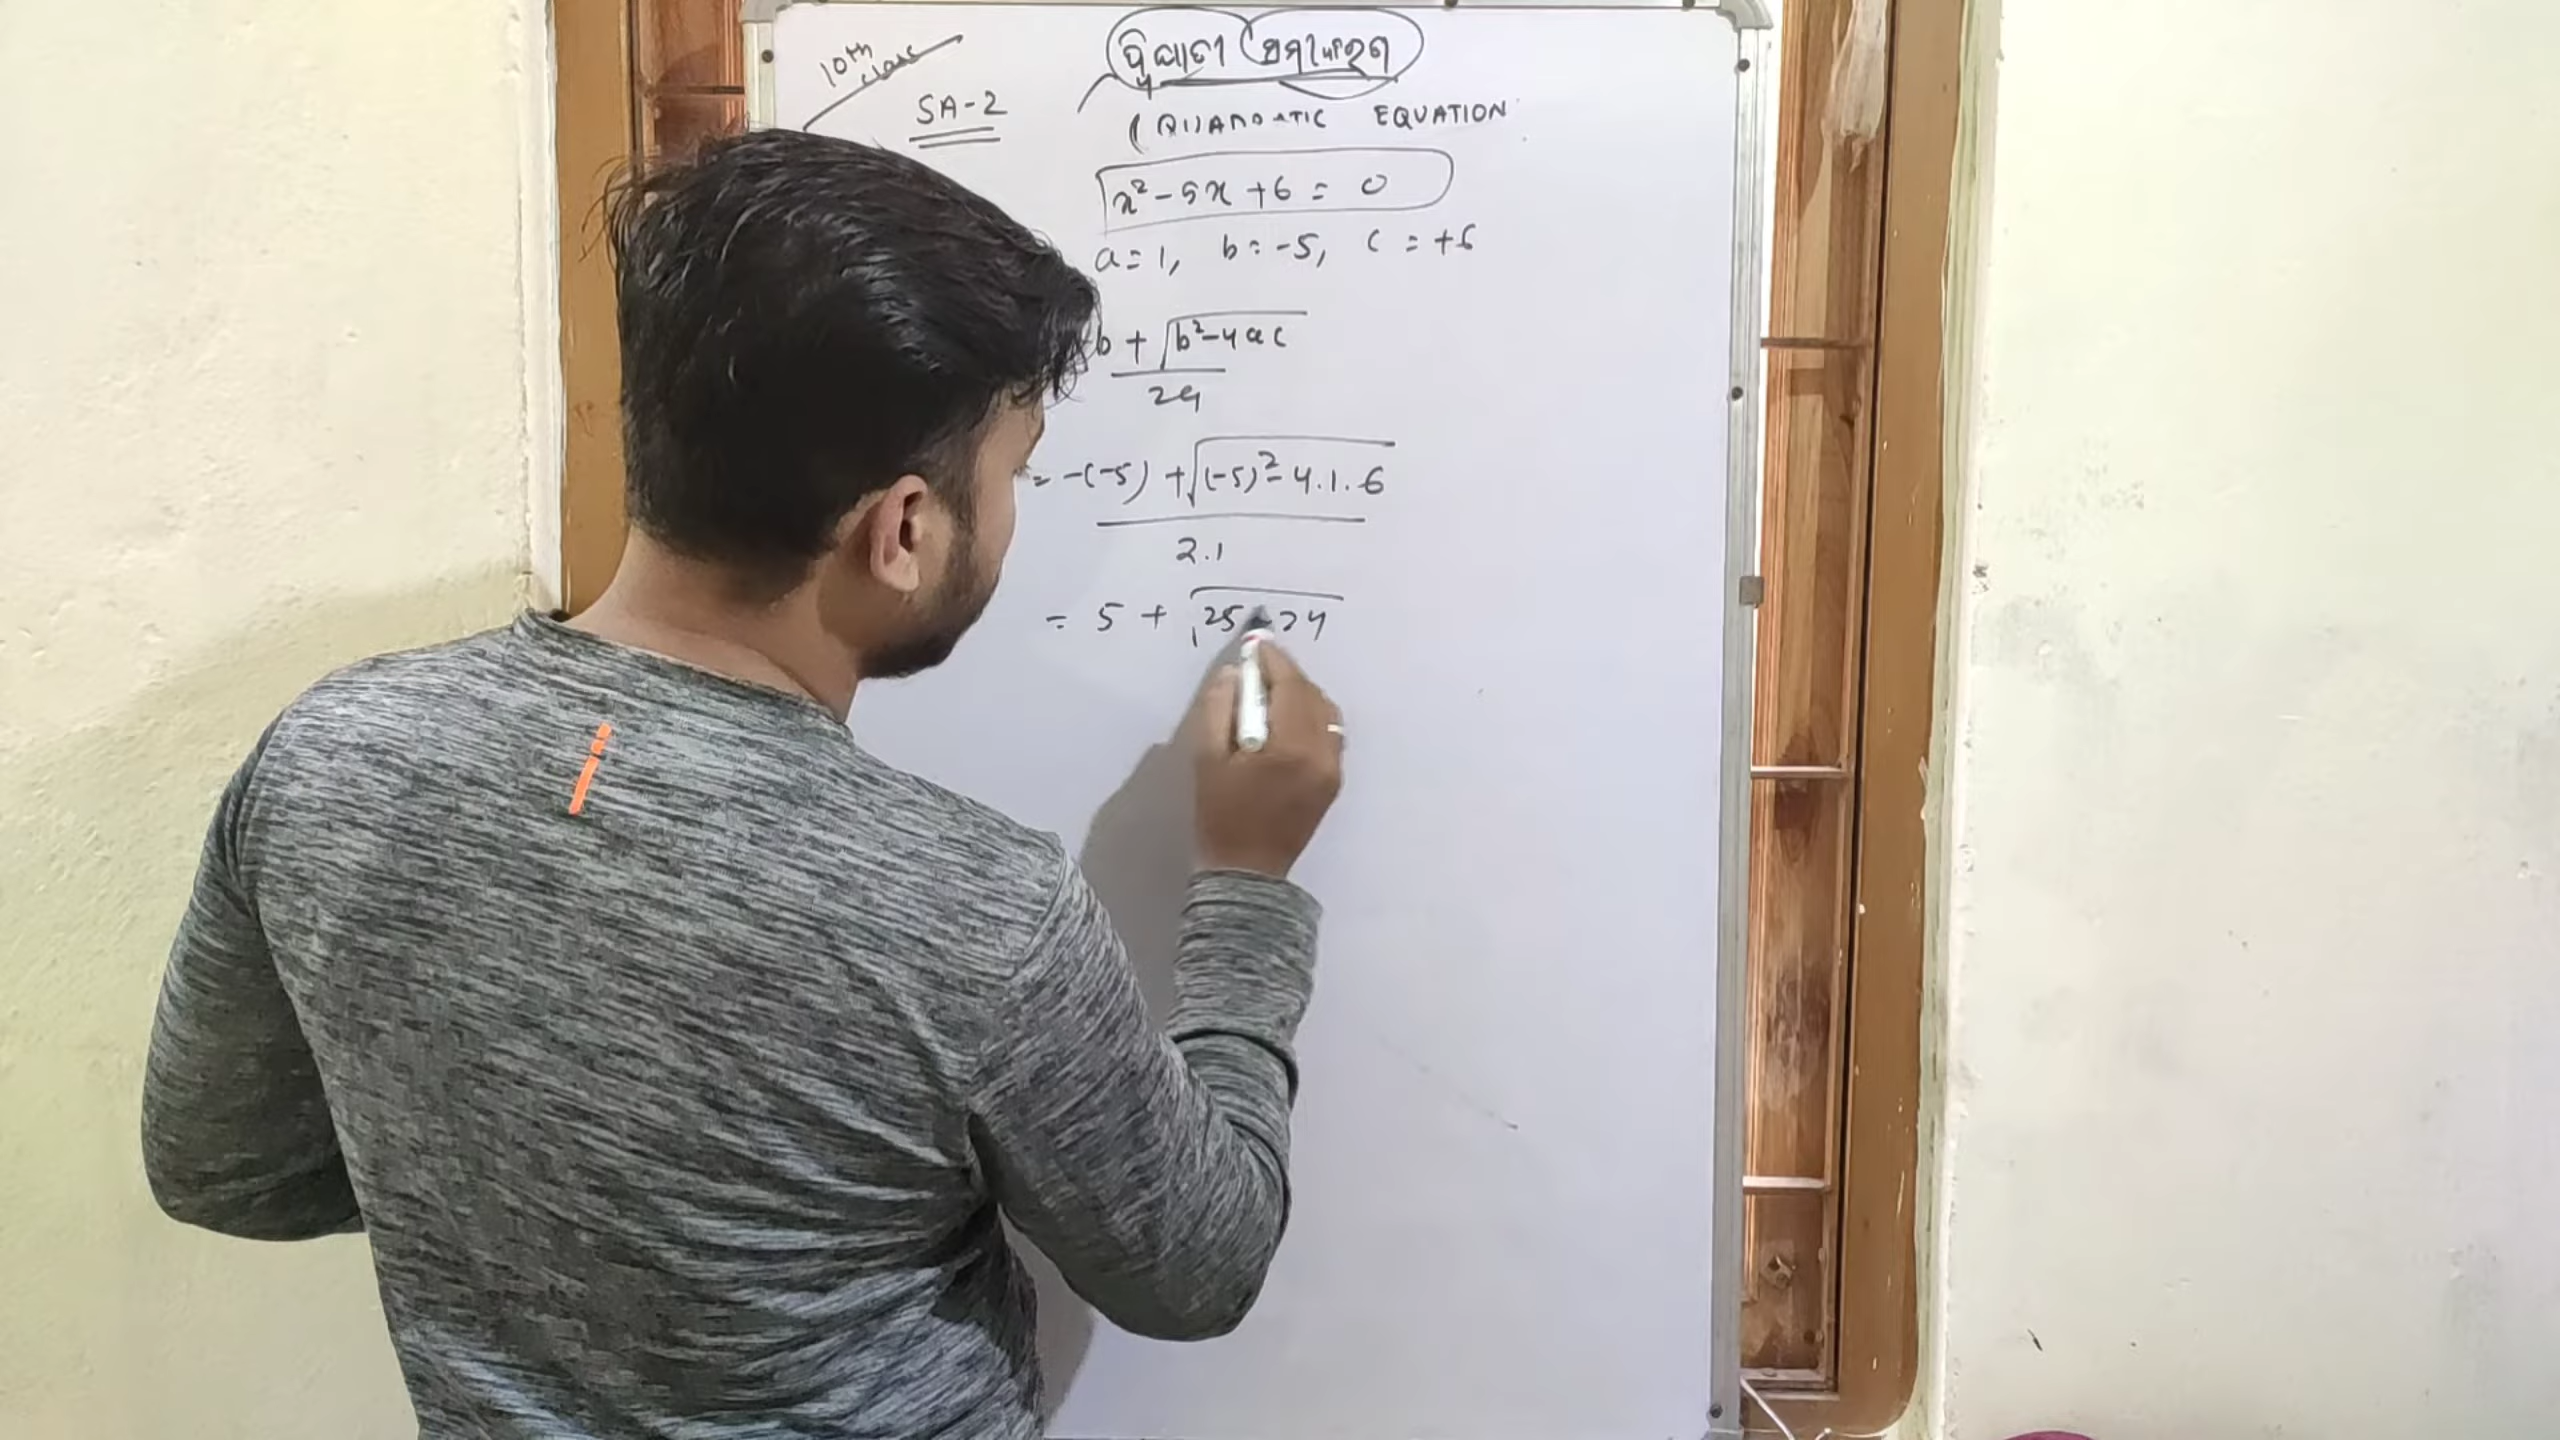 10th class
SA-2
ଦ୍ୱିଘାତୀ ସମୀକରଣ
( QUADRATIC EQUATION
x² - 5x + 6 = 0
a = 1, b = -5, c = +6
-b + √b² - 4ac
2a
= -(-5) + √(-5)² - 4.1.6
2.1
= 5 + √25 - 24